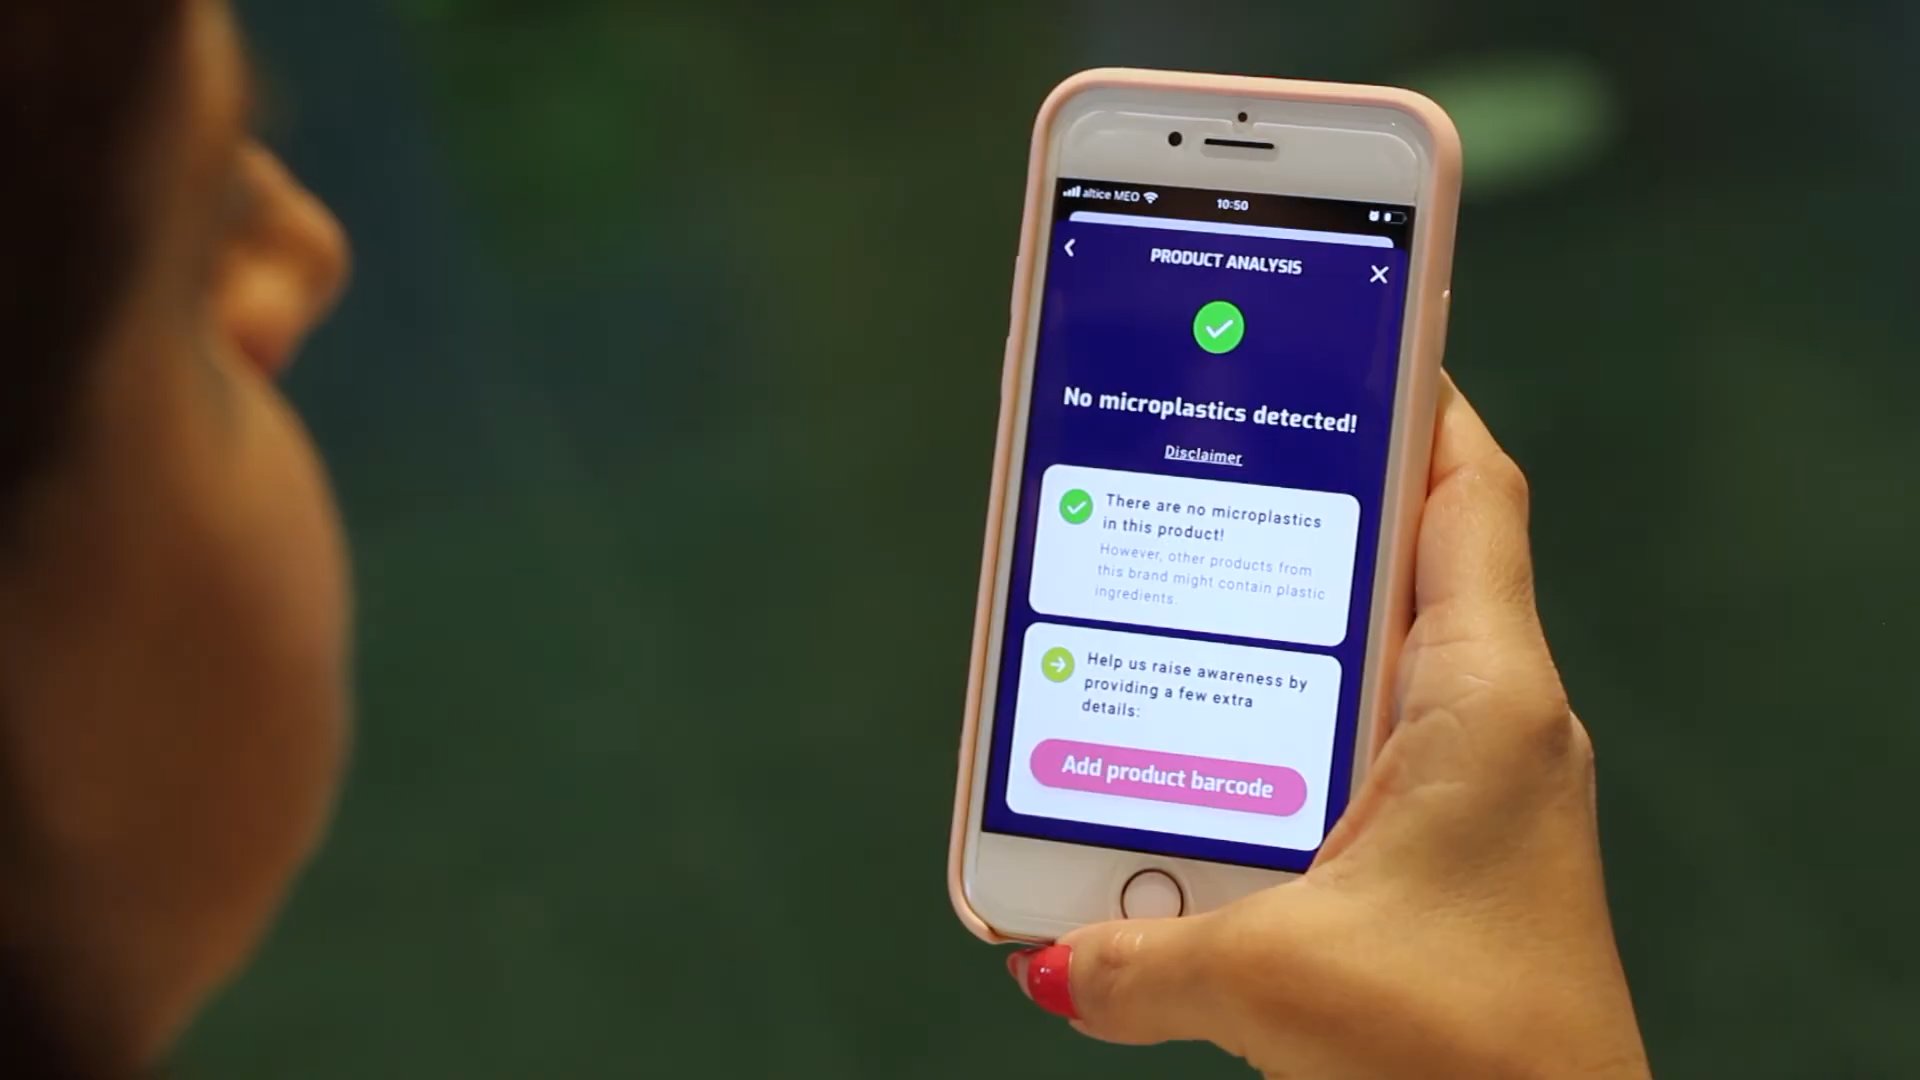 altice MEO
10:50
PRODUCT ANALYSIS
No microplastics detected!
Disclaimer
There are no microplastics
in this product!
However, other products from
this brand might contain plastic
ingredients.
Help us raise awareness by
providing a few extra
details:
Add product barcode